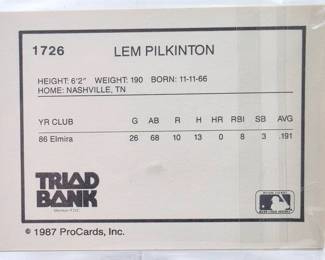 1726 LEM PILKINTON
HEIGHT: 6'2" WEIGHT: 190 BORN: 11-11-66
HOME: NASHVILLE, TN
YR CLUB G AB R H HR RBI SB AVG
86 Elmira 26 68 10 13 0 8 3 .191
TRIAD
BANK
© 1987 ProCards, Inc.